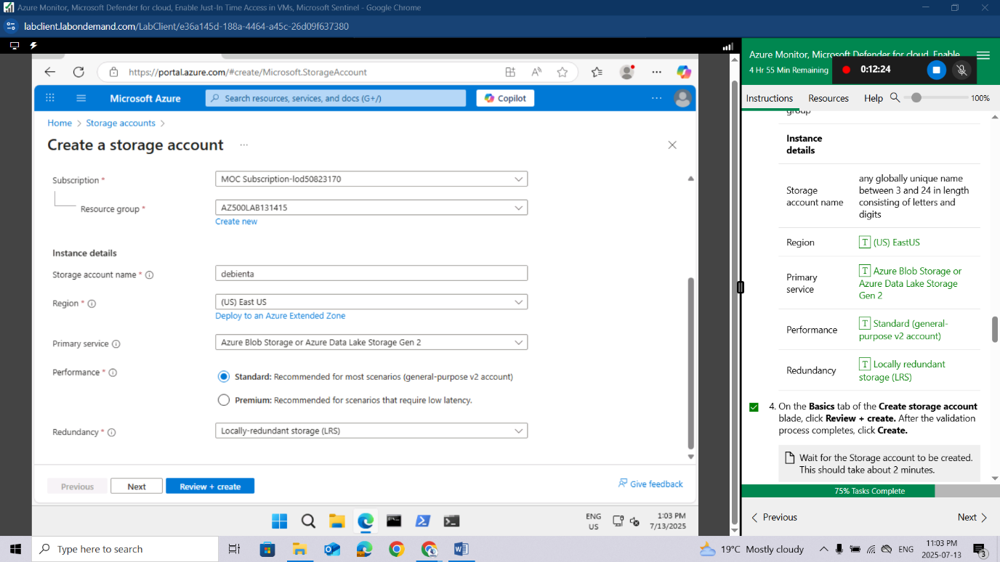 Azure Monitor, Microsoft Defender for cloud, Enable Just-In Time Access in VMs, Microsoft Sentinel - Google Chrome
labclient.labondemand.com/LabClient/e36a145d-188a-4464-a45c-26d09f637380
https://portal.azure.com/#create/Microsoft.StorageAccount
Microsoft Azure
Search resources, services, and docs (G+/)
Copilot
Home > Storage accounts >
Create a storage account ...
Subscription *
MOC Subscription-lod50823170
Resource group *
AZ500LAB131415
Create new
Instance details
Storage account name *
debienta
Region *
(US) East US
Deploy to an Azure Extended Zone
Primary service
Azure Blob Storage or Azure Data Lake Storage Gen 2
Performance *
Standard: Recommended for most scenarios (general-purpose v2 account)
Premium: Recommended for scenarios that require low latency.
Redundancy *
Locally-redundant storage (LRS)
Previous
Next
Review + create
Give feedback
ENG
US
1:03 PM
7/13/2025
Azure Monitor, Microsoft Defender for cloud, Enable
4 Hr 55 Min Remaining
0:12:24
Instructions
Resources
Help
100%
group
Instance
details
Storage
account name
any globally unique name
between 3 and 24 in length
consisting of letters and
digits
Region
T (US) EastUS
Primary
service
T Azure Blob Storage or
Azure Data Lake Storage
Gen 2
Performance
T Standard (general-
purpose v2 account)
Redundancy
T Locally redundant
storage (LRS)
4. On the Basics tab of the Create storage account
blade, click Review + create. After the validation
process completes, click Create.
Wait for the Storage account to be created.
This should take about 2 minutes.
75% Tasks Complete
Previous
Next
Type here to search
19°C Mostly cloudy
ENG
11:03 PM
2025-07-13
3